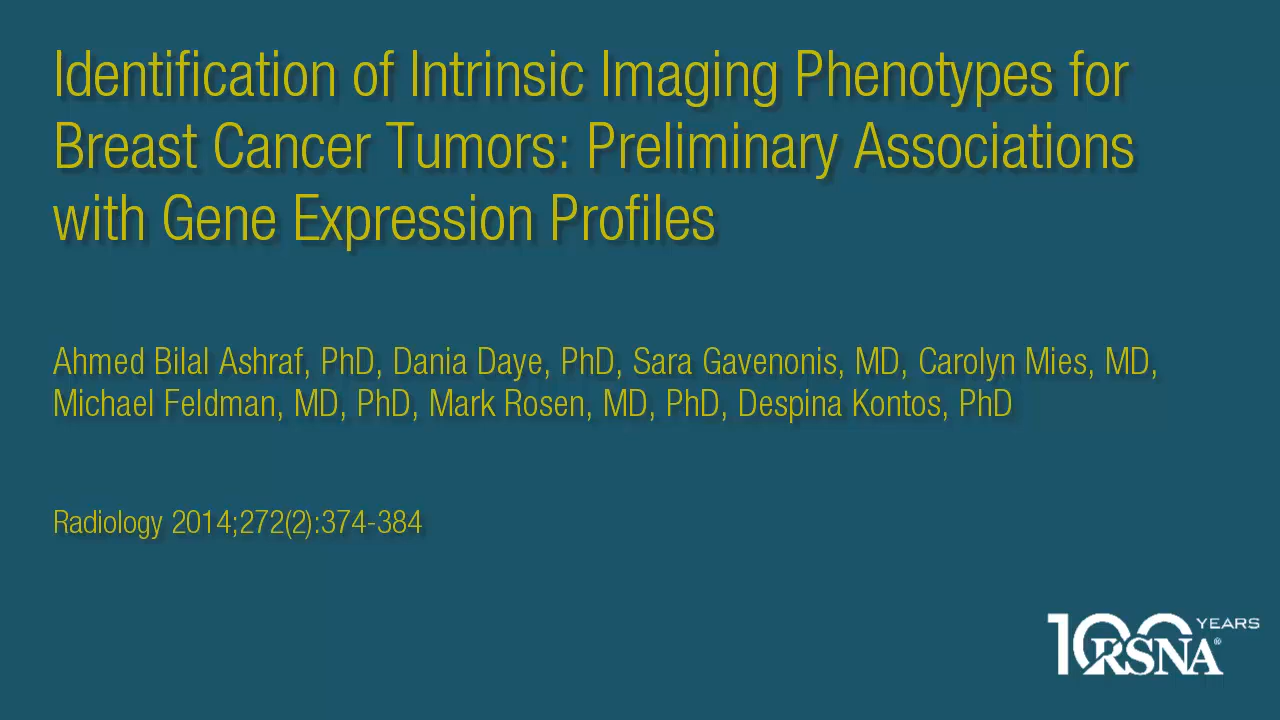 Identification of Intrinsic Imaging Phenotypes for
Breast Cancer Tumors: Preliminary Associations
with Gene Expression Profiles
Ahmed Bilal Ashraf, PhD, Dania Daye, PhD, Sara Gavenonis, MD, Carolyn Mies, MD,
Michael Feldman, MD, PhD, Mark Rosen, MD, PhD, Despina Kontos, PhD
Radiology 2014;272(2):374-384
100 YEARS
RSNA®